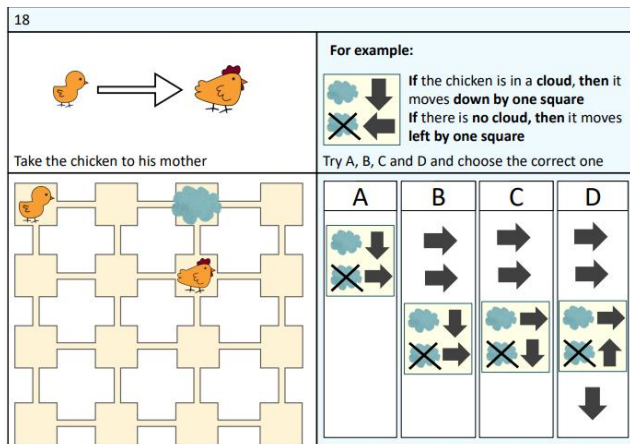 18
Take the chicken to his mother
For example:
If the chicken is in a cloud, then it
moves down by one square
If there is no cloud, then it moves
left by one square
Try A, B, C and D and choose the correct one
A B C D